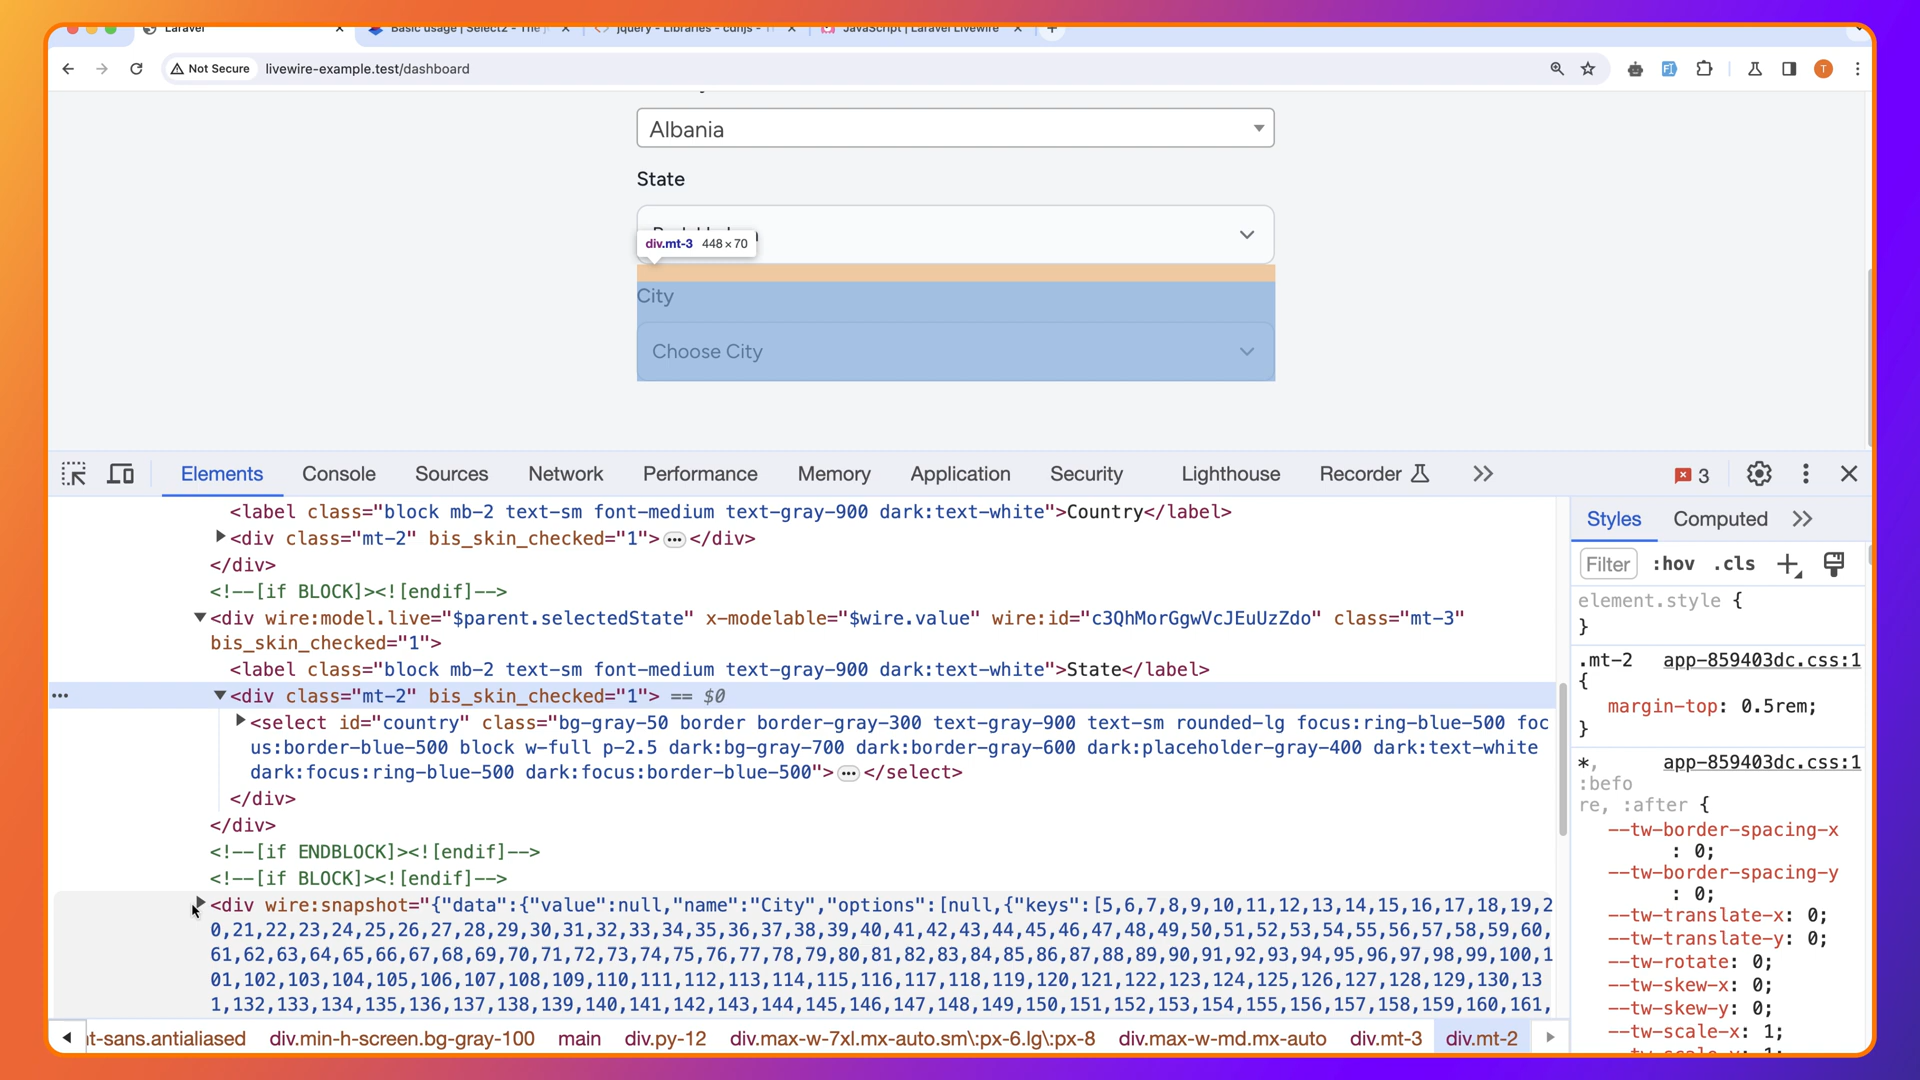 Laravel
Basic usage | Select2 - The j
jquery - Libraries - cdnjs - T
JavaScript | Laravel Livewire
Not Secure
livewire-example.test/dashboard
T
Albania
State
div.mt-3 448×70
City
Choose City
Elements
Console
Sources
Network
Performance
Memory
Application
Security
Lighthouse
Recorder
3
<label class="block mb-2 text-sm font-medium text-gray-900 dark:text-white">Country</label>
<div class="mt-2" bis_skin_checked="1">…</div>
</div>
<!--[if BLOCK]><![endif]-->
<div wire:model.live="$parent.selectedState" x-modelable="$wire.value" wire:id="c3QhMorGgwVcJEuUzZdo" class="mt-3"
bis_skin_checked="1">
<label class="block mb-2 text-sm font-medium text-gray-900 dark:text-white">State</label>
<div class="mt-2" bis_skin_checked="1"> == $0
<select id="country" class="bg-gray-50 border border-gray-300 text-gray-900 text-sm rounded-lg focus:ring-blue-500 foc
us:border-blue-500 block w-full p-2.5 dark:bg-gray-700 dark:border-gray-600 dark:placeholder-gray-400 dark:text-white
dark:focus:ring-blue-500 dark:focus:border-blue-500">…</select>
</div>
</div>
<!--[if ENDBLOCK]><![endif]-->
<!--[if BLOCK]><![endif]-->
<div wire:snapshot="{"data":{"value":null,"name":"City","options":[null,{"keys":[5,6,7,8,9,10,11,12,13,14,15,16,17,18,19,2
0,21,22,23,24,25,26,27,28,29,30,31,32,33,34,35,36,37,38,39,40,41,42,43,44,45,46,47,48,49,50,51,52,53,54,55,56,57,58,59,60,
61,62,63,64,65,66,67,68,69,70,71,72,73,74,75,76,77,78,79,80,81,82,83,84,85,86,87,88,89,90,91,92,93,94,95,96,97,98,99,100,1
01,102,103,104,105,106,107,108,109,110,111,112,113,114,115,116,117,118,119,120,121,122,123,124,125,126,127,128,129,130,13
1,132,133,134,135,136,137,138,139,140,141,142,143,144,145,146,147,148,149,150,151,152,153,154,155,156,157,158,159,160,161,
nt-sans.antialiased
div.min-h-screen.bg-gray-100
main
div.py-12
div.max-w-7xl.mx-auto.sm\:px-6.lg\:px-8
div.max-w-md.mx-auto
div.mt-3
div.mt-2
Styles
Computed
Filter
:hov
.cls
element.style {
}
.mt-2 app-859403dc.css:1
{
margin-top: 0.5rem;
}
*, app-859403dc.css:1
:befo
re, :after {
--tw-border-spacing-x
: 0;
--tw-border-spacing-y
: 0;
--tw-translate-x: 0;
--tw-translate-y: 0;
--tw-rotate: 0;
--tw-skew-x: 0;
--tw-skew-y: 0;
--tw-scale-x: 1;